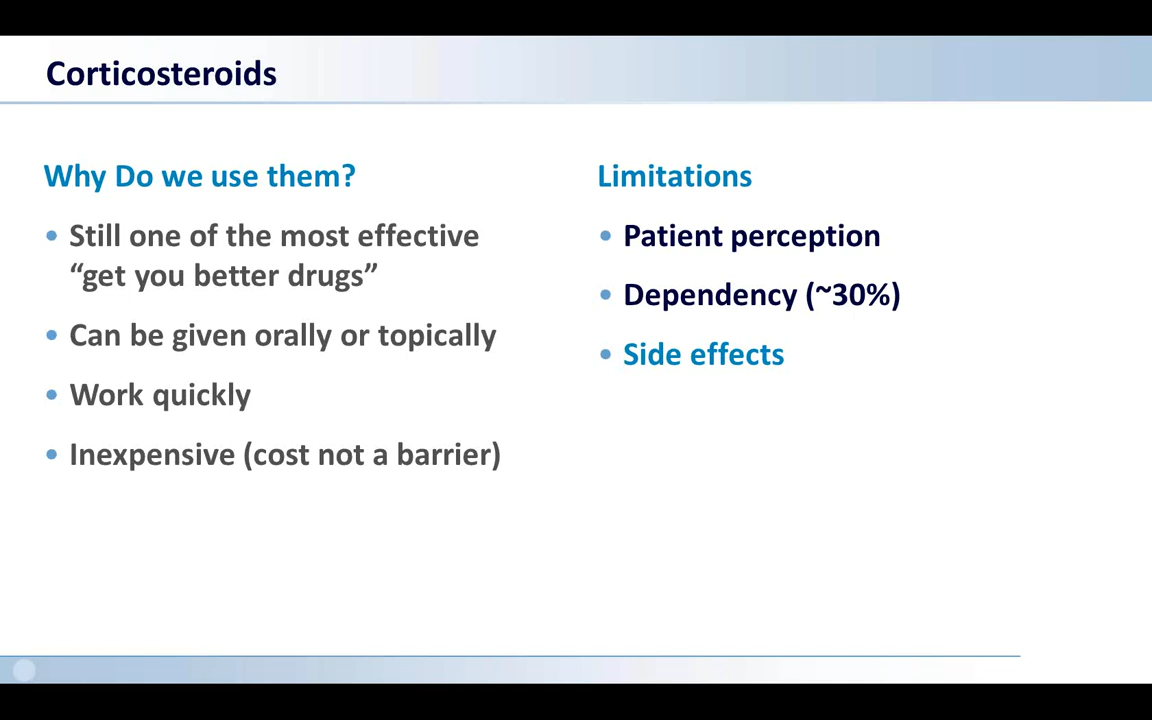 Corticosteroids
Why Do we use them?
• Still one of the most effective
“get you better drugs”
• Can be given orally or topically
• Work quickly
• Inexpensive (cost not a barrier)
Limitations
• Patient perception
• Dependency (~30%)
• Side effects